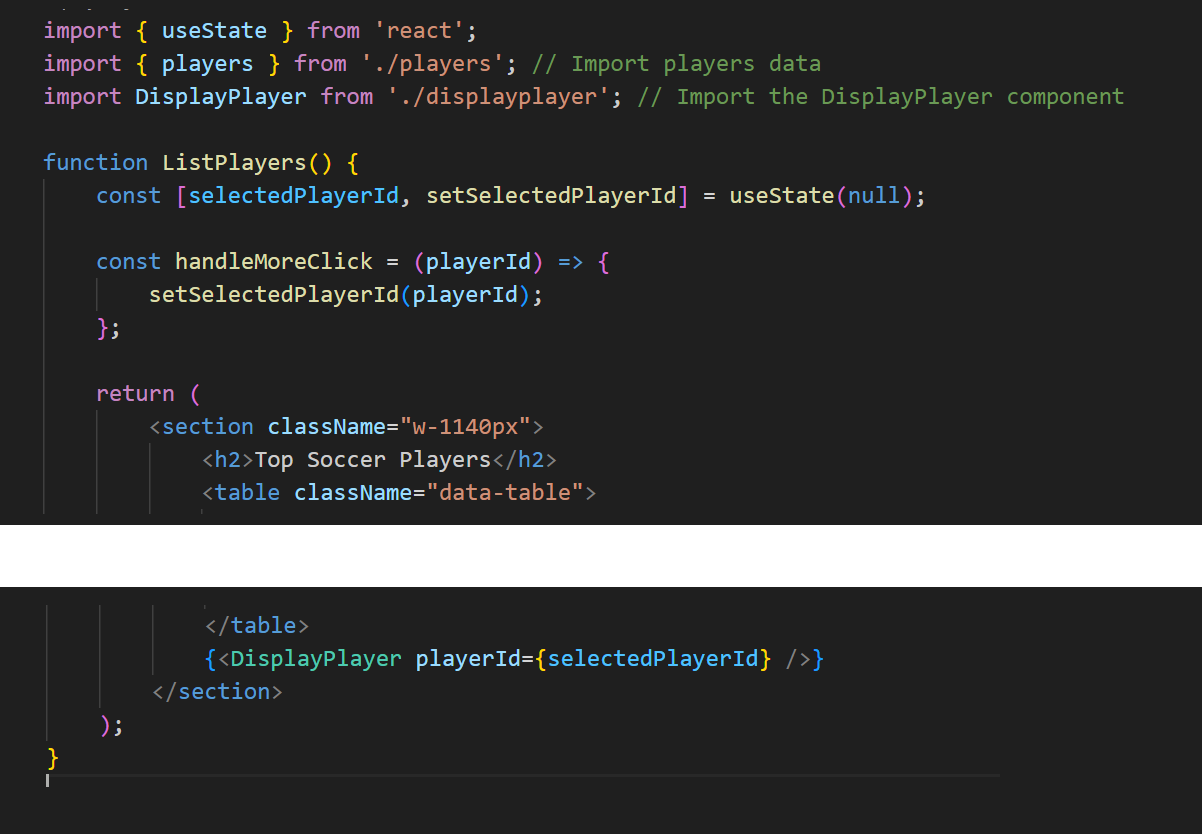 import { useState } from 'react';
import { players } from './players'; // Import players data
import DisplayPlayer from './displayplayer'; // Import the DisplayPlayer component
function ListPlayers() {
const [selectedPlayerId, setSelectedPlayerId] = useState(null);
const handleMoreClick = (playerId) => {
setSelectedPlayerId(playerId);
};
return (
<section className="w-1140px">
<h2>Top Soccer Players</h2>
<table className="data-table">
</table>
{<DisplayPlayer playerId={selectedPlayerId} />}
</section>
);
}